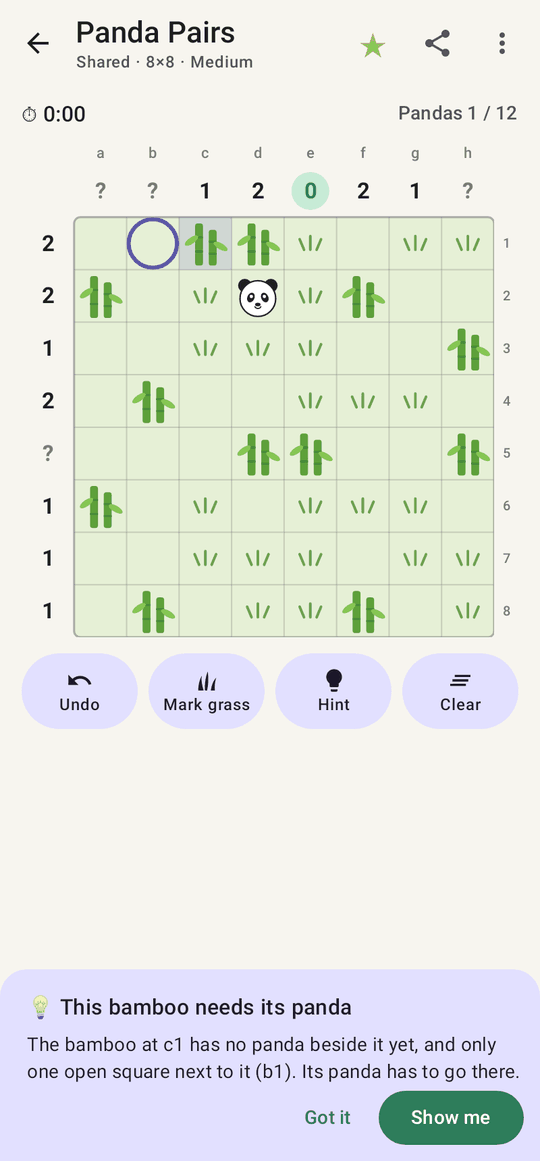 Panda Pairs
Shared · 8×8 · Medium
0:00
Pandas 1 / 12
a b c d e f g h
? ? 1 2 0 2 1 ?
2 1
2 2
1 3
2 4
? 5
1 6
1 7
1 8
Undo
Mark grass
Hint
Clear
This bamboo needs its panda
The bamboo at c1 has no panda beside it yet, and only
one open square next to it (b1). Its panda has to go there.
Got it
Show me